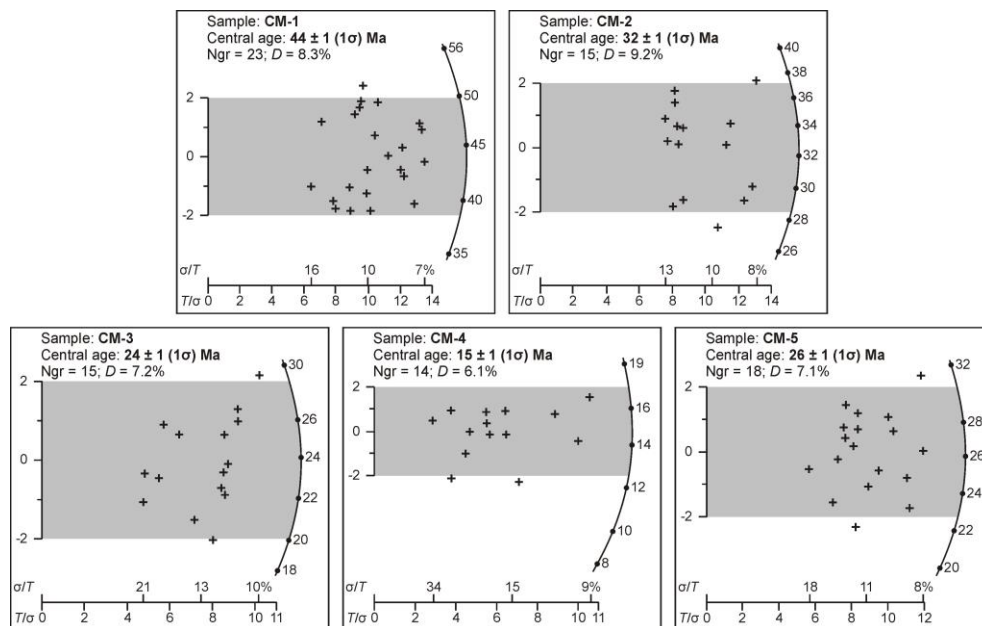 Sample: CM-1
Central age: 44 ± 1 (1σ) Ma
Ngr = 23; D = 8.3%
56
50
45
40
35
2
0
-2
σ/T 16 10 7%
T/σ 0 2 4 6 8 10 12 14
Sample: CM-2
Central age: 32 ± 1 (1σ) Ma
Ngr = 15; D = 9.2%
40
38
36
34
32
30
28
26
2
0
-2
σ/T 13 10 8%
T/σ 0 2 4 6 8 10 12 14
Sample: CM-3
Central age: 24 ± 1 (1σ) Ma
Ngr = 15; D = 7.2%
30
26
24
22
20
18
2
0
-2
σ/T 21 13 10%
T/σ 0 2 4 6 8 10 11
Sample: CM-4
Central age: 15 ± 1 (1σ) Ma
Ngr = 14; D = 6.1%
19
16
14
12
10
8
2
0
-2
σ/T 34 15 9%
T/σ 0 2 4 6 8 10 11
Sample: CM-5
Central age: 26 ± 1 (1σ) Ma
Ngr = 18; D = 7.1%
32
28
26
24
22
20
2
0
-2
σ/T 18 11 8%
T/σ 0 2 4 6 8 10 12